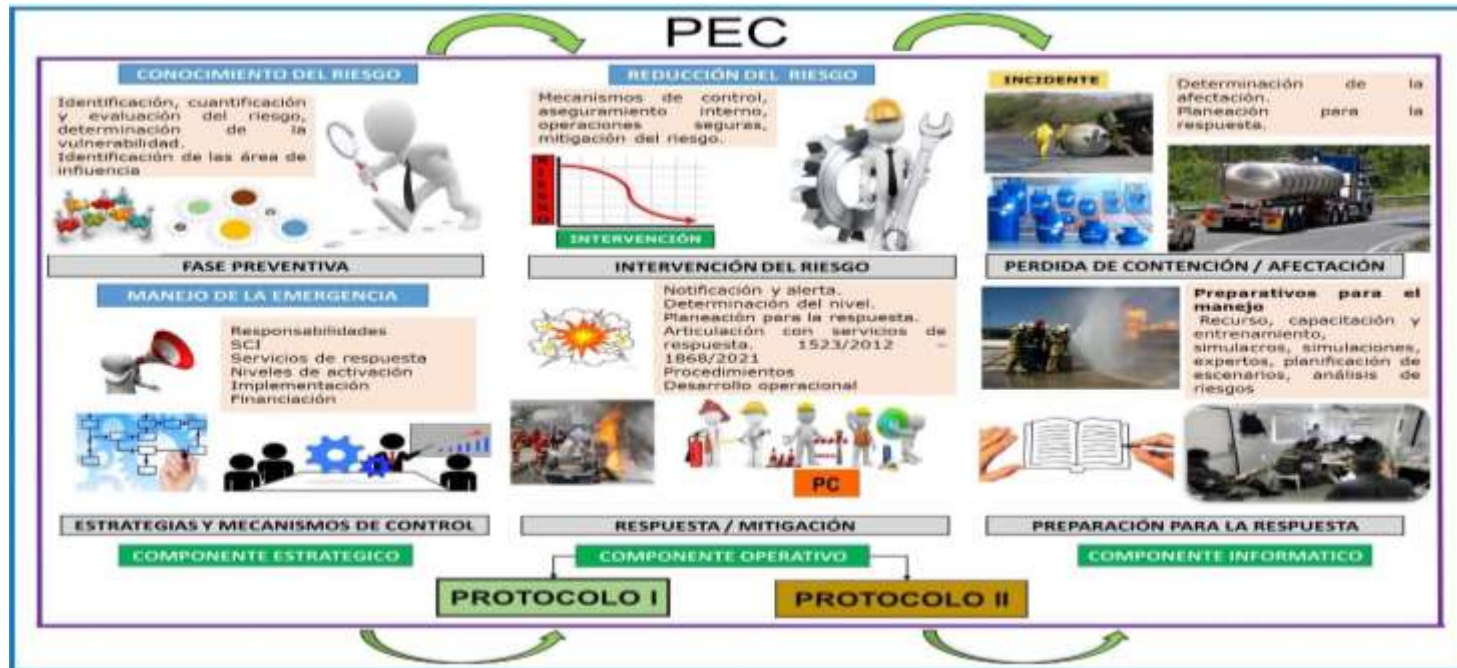 PEC
CONOCIMIENTO DEL RIESGO
Identificación, cuantificación
y evaluación del riesgo,
determinación de la
vulnerabilidad.
Identificación de las área de
influencia
FASE PREVENTIVA
REDUCCIÓN DEL RIESGO
Mecanismos de control,
aseguramiento interno,
operaciones seguras,
mitigación del riesgo.
RIESGO
INTERVENCIÓN
INTERVENCIÓN DEL RIESGO
INCIDENTE
Determinación de la
afectación.
Planeación para la
respuesta.
PERDIDA DE CONTENCIÓN / AFECTACIÓN
MANEJO DE LA EMERGENCIA
Responsabilidades
SCI
Servicios de respuesta
Niveles de activación
Implementación
Financiación
ESTRATEGIAS Y MECANISMOS DE CONTROL
COMPONENTE ESTRATEGICO
Notificación y alerta.
Determinación del nivel.
Planeación para la respuesta.
Articulación con servicios de
respuesta. 1523/2012 –
1868/2021
Procedimientos
Desarrollo operacional
PC
RESPUESTA / MITIGACIÓN
COMPONENTE OPERATIVO
Preparativos para el
manejo
Recurso, capacitación y
entrenamiento,
simulacros, simulaciones,
expertos, planificación de
escenarios, análisis de
riesgos
PREPARACIÓN PARA LA RESPUESTA
COMPONENTE INFORMATICO
PROTOCOLO I
PROTOCOLO II